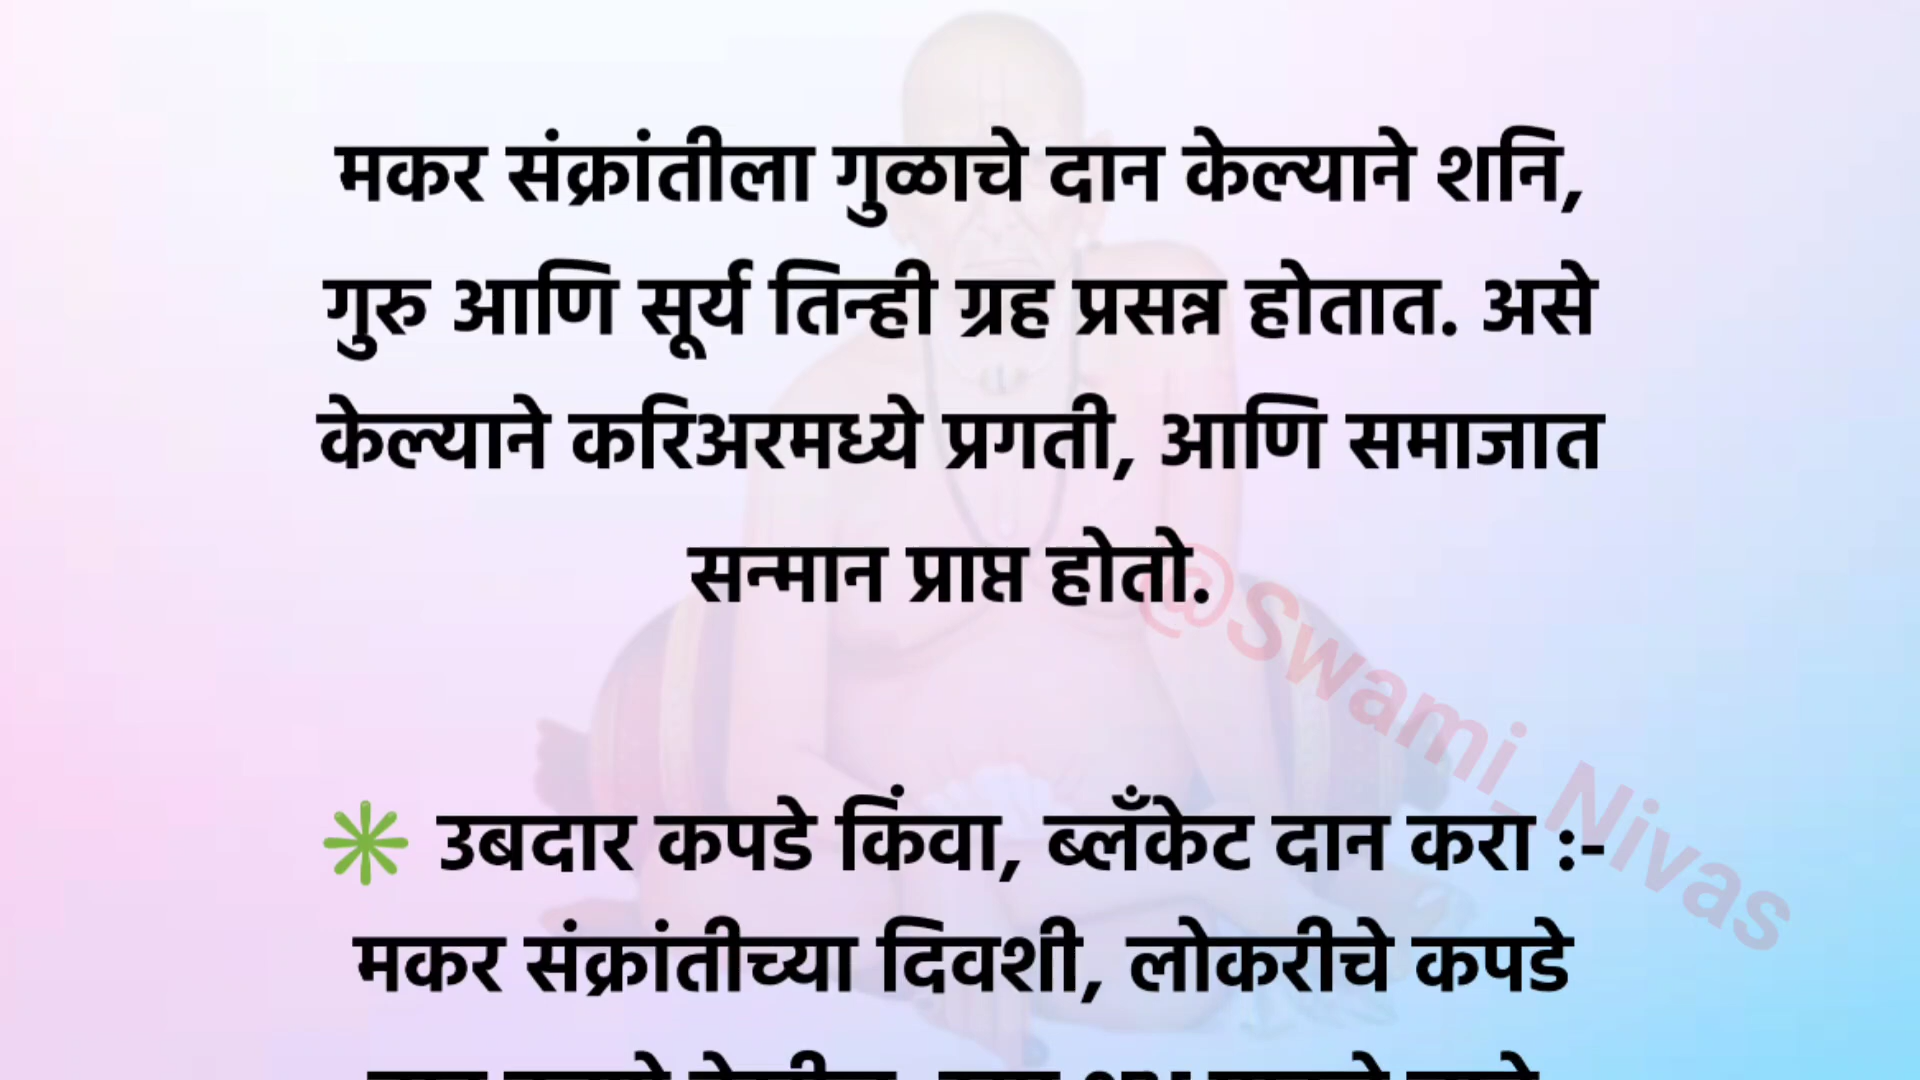 मकर संक्रांतीला गुळाचे दान केल्याने शनि,
गुरु आणि सूर्य तिन्ही ग्रह प्रसन्न होतात. असे
केल्याने करिअरमध्ये प्रगती, आणि समाजात
सन्मान प्राप्त होतो.
@Swami_Nivas
✳️ उबदार कपडे किंवा, ब्लँकेट दान करा :-
मकर संक्रांतीच्या दिवशी, लोकरीचे कपडे